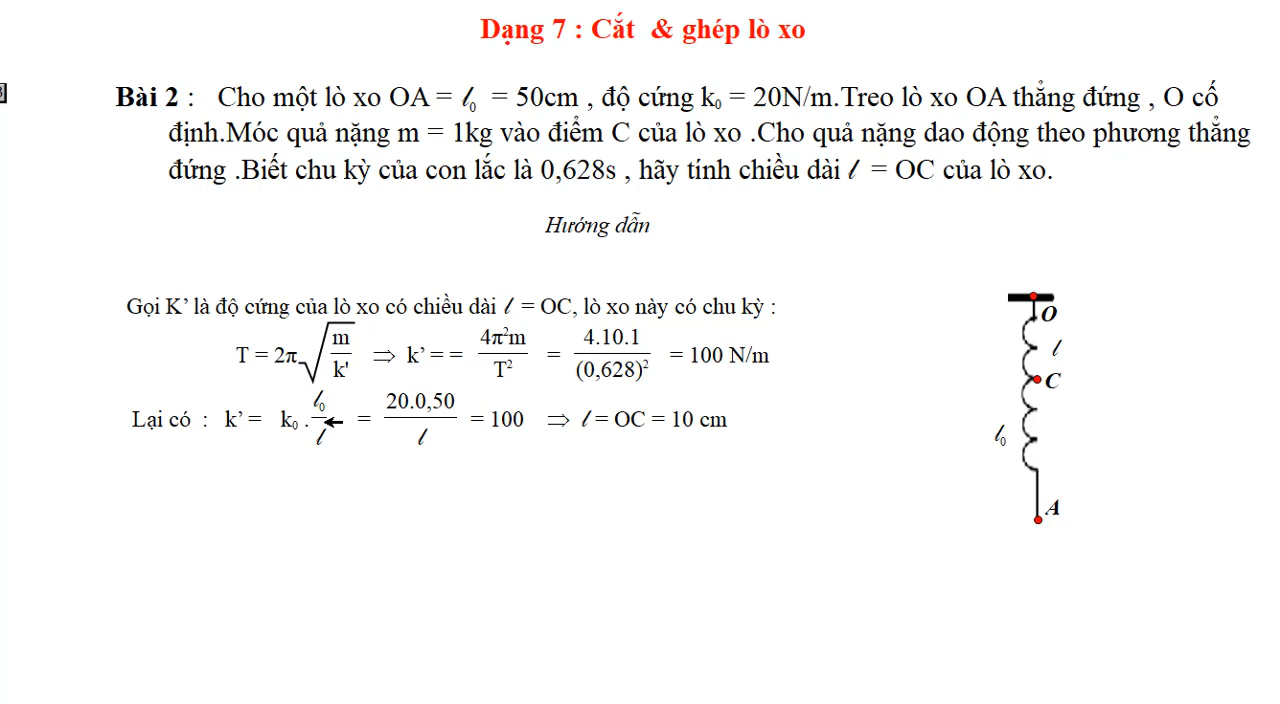 Dạng 7 : Cắt & ghép lò xo
Bài 2 : Cho một lò xo OA = l₀ = 50cm , độ cứng k₀ = 20N/m.Treo lò xo OA thẳng đứng , O cố
định.Móc quả nặng m = 1kg vào điểm C của lò xo .Cho quả nặng dao động theo phương thẳng
đứng .Biết chu kỳ của con lắc là 0,628s , hãy tính chiều dài l = OC của lò xo.
Hướng dẫn
Gọi K’ là độ cứng của lò xo có chiều dài l = OC, lò xo này có chu kỳ :
T = 2π√(m/k') ⇒ k’ = = 4π²m/T² = 4.10.1/(0,628)² = 100 N/m
Lại có : k’ = k₀ . l₀/l = 20.0,50/l = 100 ⇒ l = OC = 10 cm
O
l
C
l₀
A